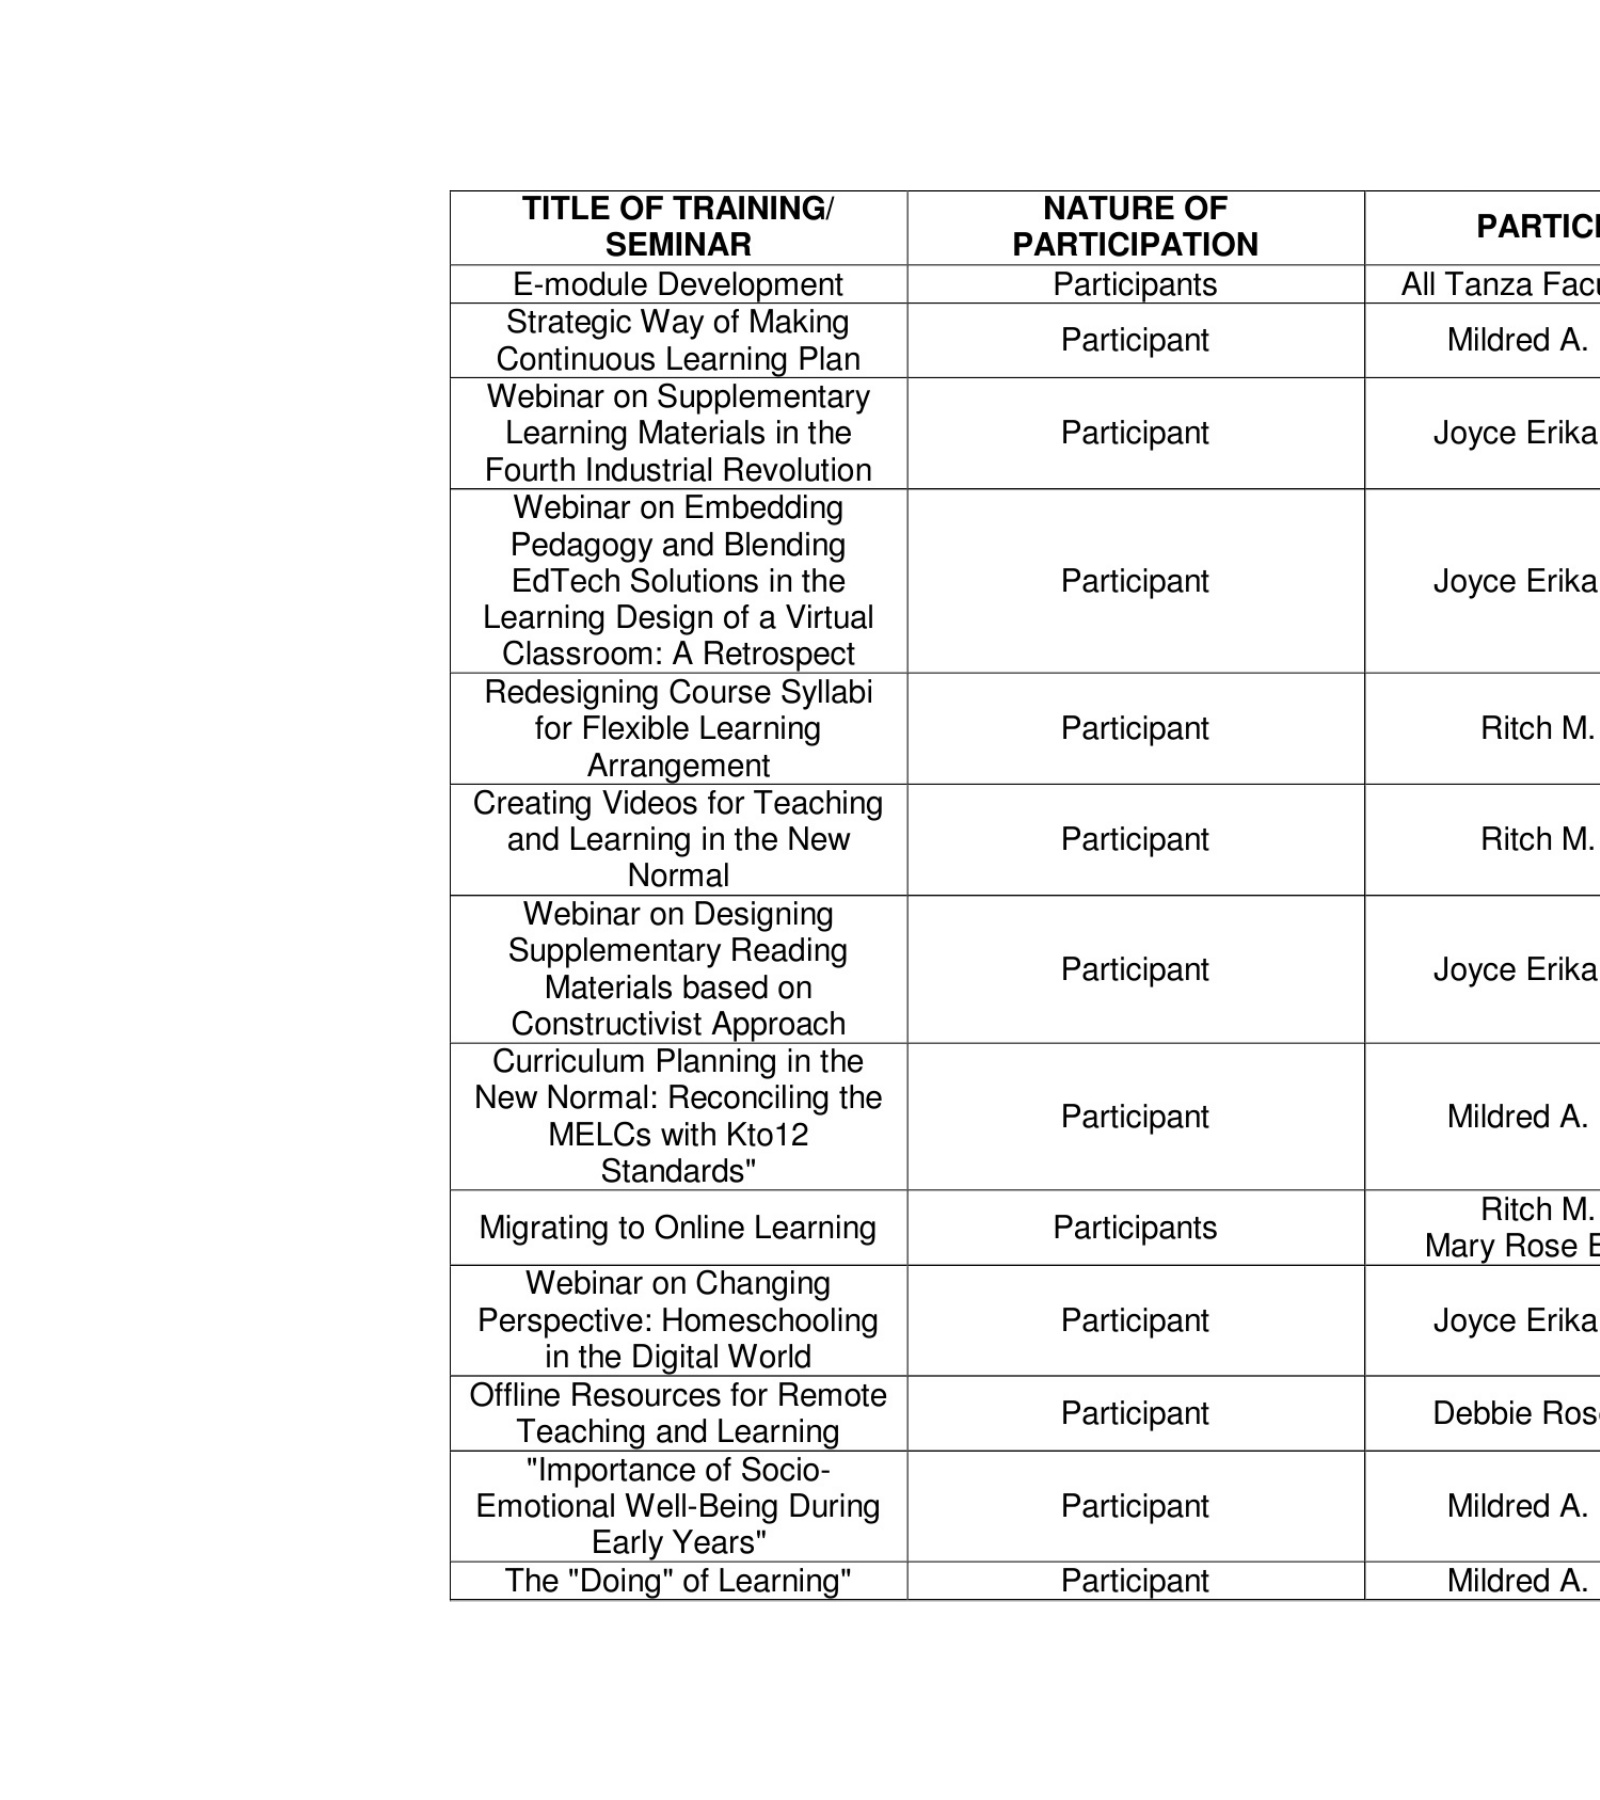 TITLE OF TRAINING/
SEMINAR
NATURE OF
PARTICIPATION
E-module Development
Participants
All Tanza
Strategic Way of Making
Continuous Learning Plan
Participant
Mildred A.
Webinar on Supplementary
Learning Materials in the
Fourth Industrial Revolution
Participant
Joyce Erika
Webinar on Embedding
Pedagogy and Blending
EdTech Solutions in the
Learning Design of a Virtual
Classroom: A Retrospect
Participant
Joyce Erika
Redesigning Course Syllabi
for Flexible Learning
Arrangement
Participant
Ritch M.
Creating Videos for Teaching
and Learning in the New
Normal
Participant
Ritch M.
Webinar on Designing
Supplementary Reading
Materials based on
Constructivist Approach
Participant
Joyce Erika
Curriculum Planning in the
New Normal: Reconciling the
MELCs with Kto12
Standards"
Participant
Mildred A.
Migrating to Online Learning
Participants
Ritch M.
Mary Rose
Webinar on Changing
Perspective: Homeschooling
in the Digital World
Participant
Joyce Erika
Offline Resources for Remote
Teaching and Learning
Participant
Debbie
"Importance of Socio-
Emotional Well-Being During
Early Years"
Participant
Mildred A.
The "Doing" of Learning"
Participant
Mildred A.